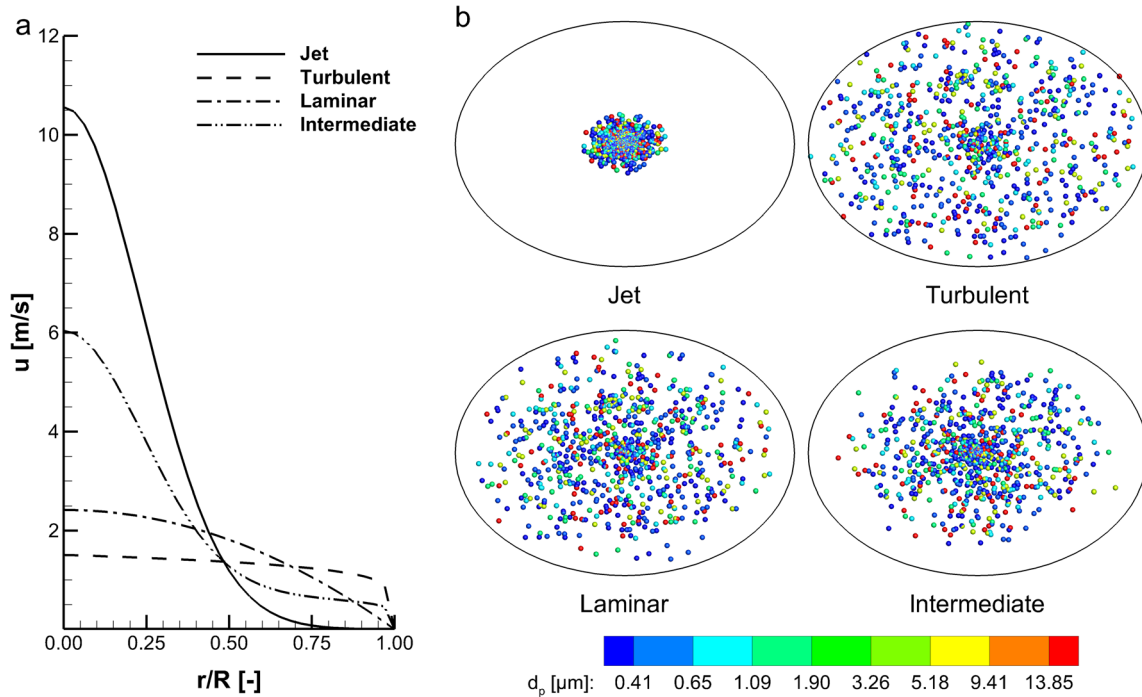 a
12
10
8
6
4
2
u [m/s]
0.00 0.25 0.50 0.75 1.00
r/R [-]
Jet
Turbulent
Laminar
Intermediate
b
Jet Turbulent
Laminar Intermediate
dₚ [µm]: 0.41 0.65 1.09 1.90 3.26 5.18 9.41 13.85